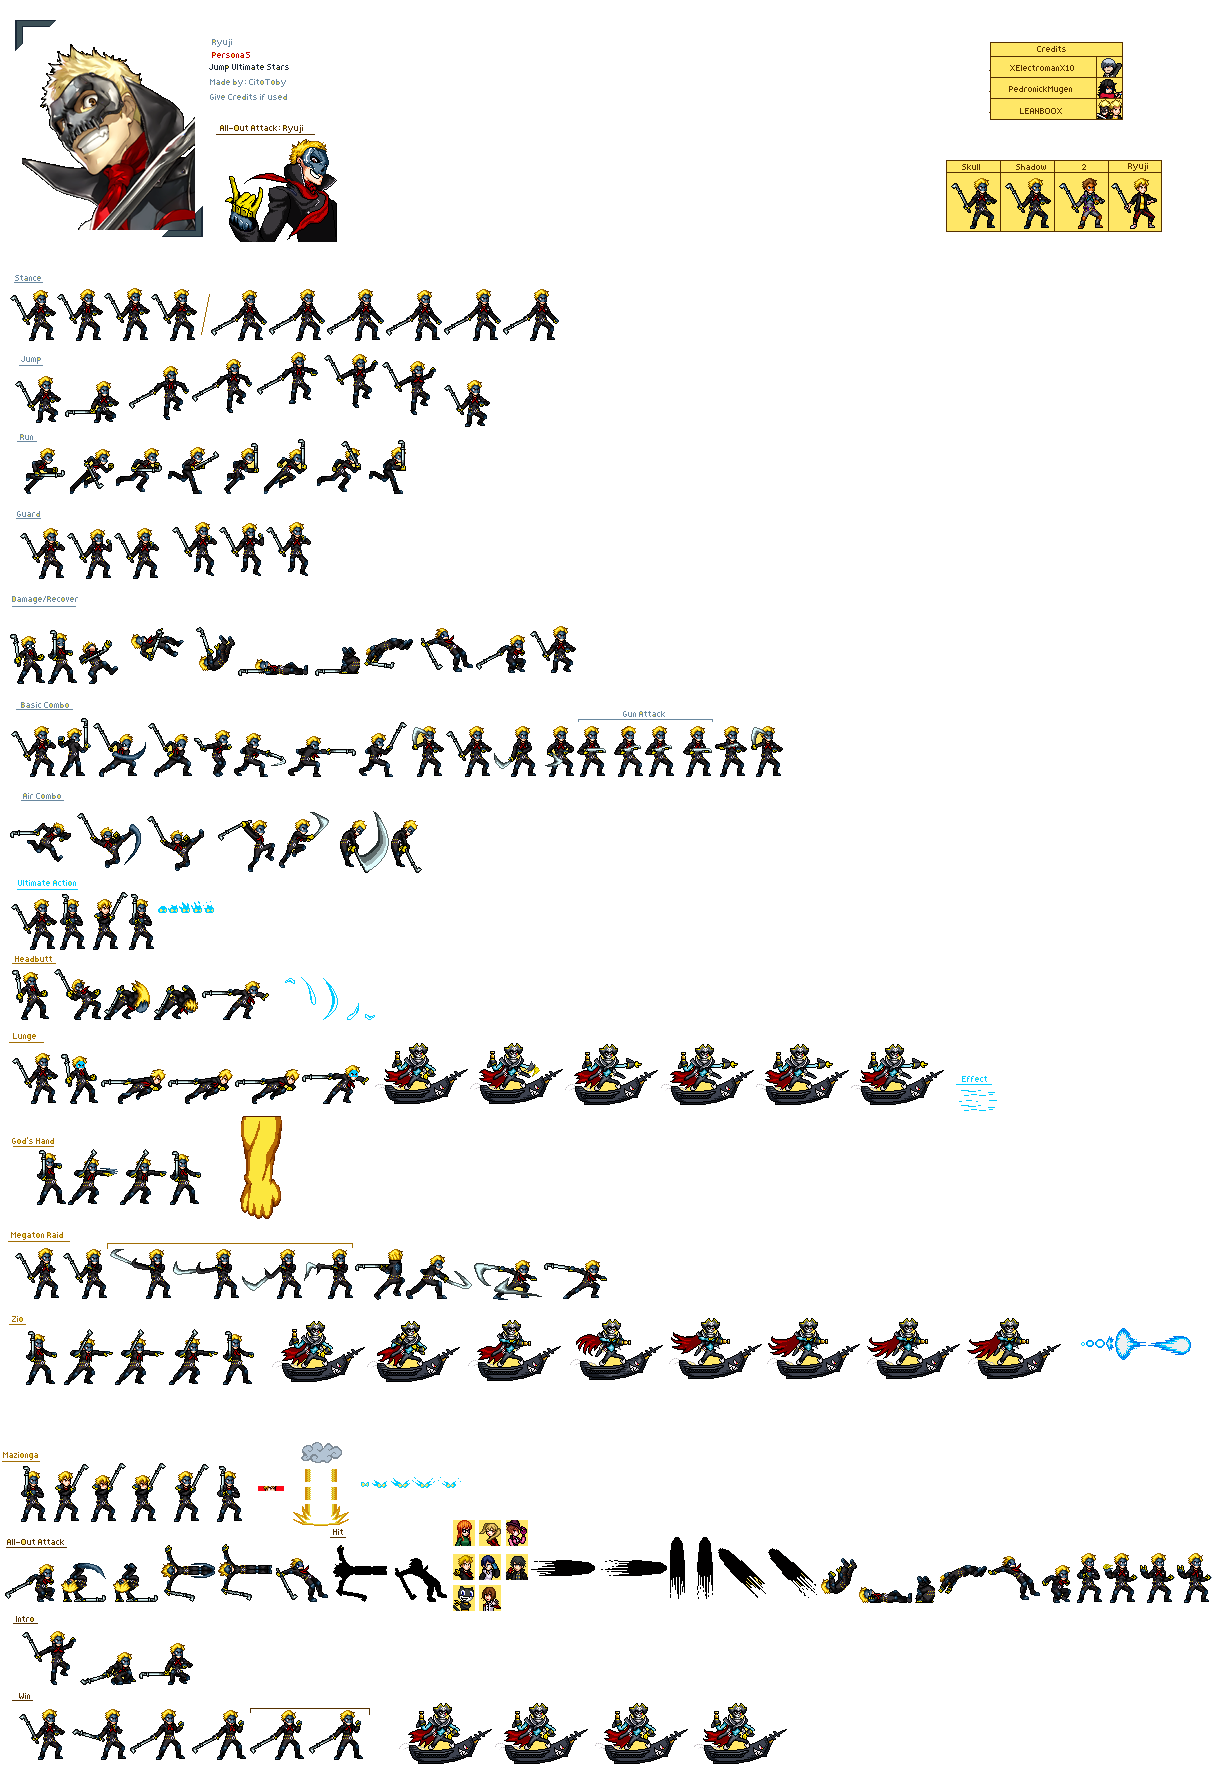 Ryuji
Persona5
Jump Ultimate Stars
Made by: CitoToby
Give Credits if used
All-Out Attack: Ryuji
Credits
XElectromanX10
PedronickMugen
LEANBOOX
Skull
Shadow
2
Ryuji
Stance
Jump
Run
Guard
Damage/Recover
Basic Combo
Gun Attack
Air Combo
Ultimate Action
Headbutt
Lunge
Effect
God's Hand
Megaton Raid
Zio
Mazionga
Hit
All-Out Attack
Intro
Win